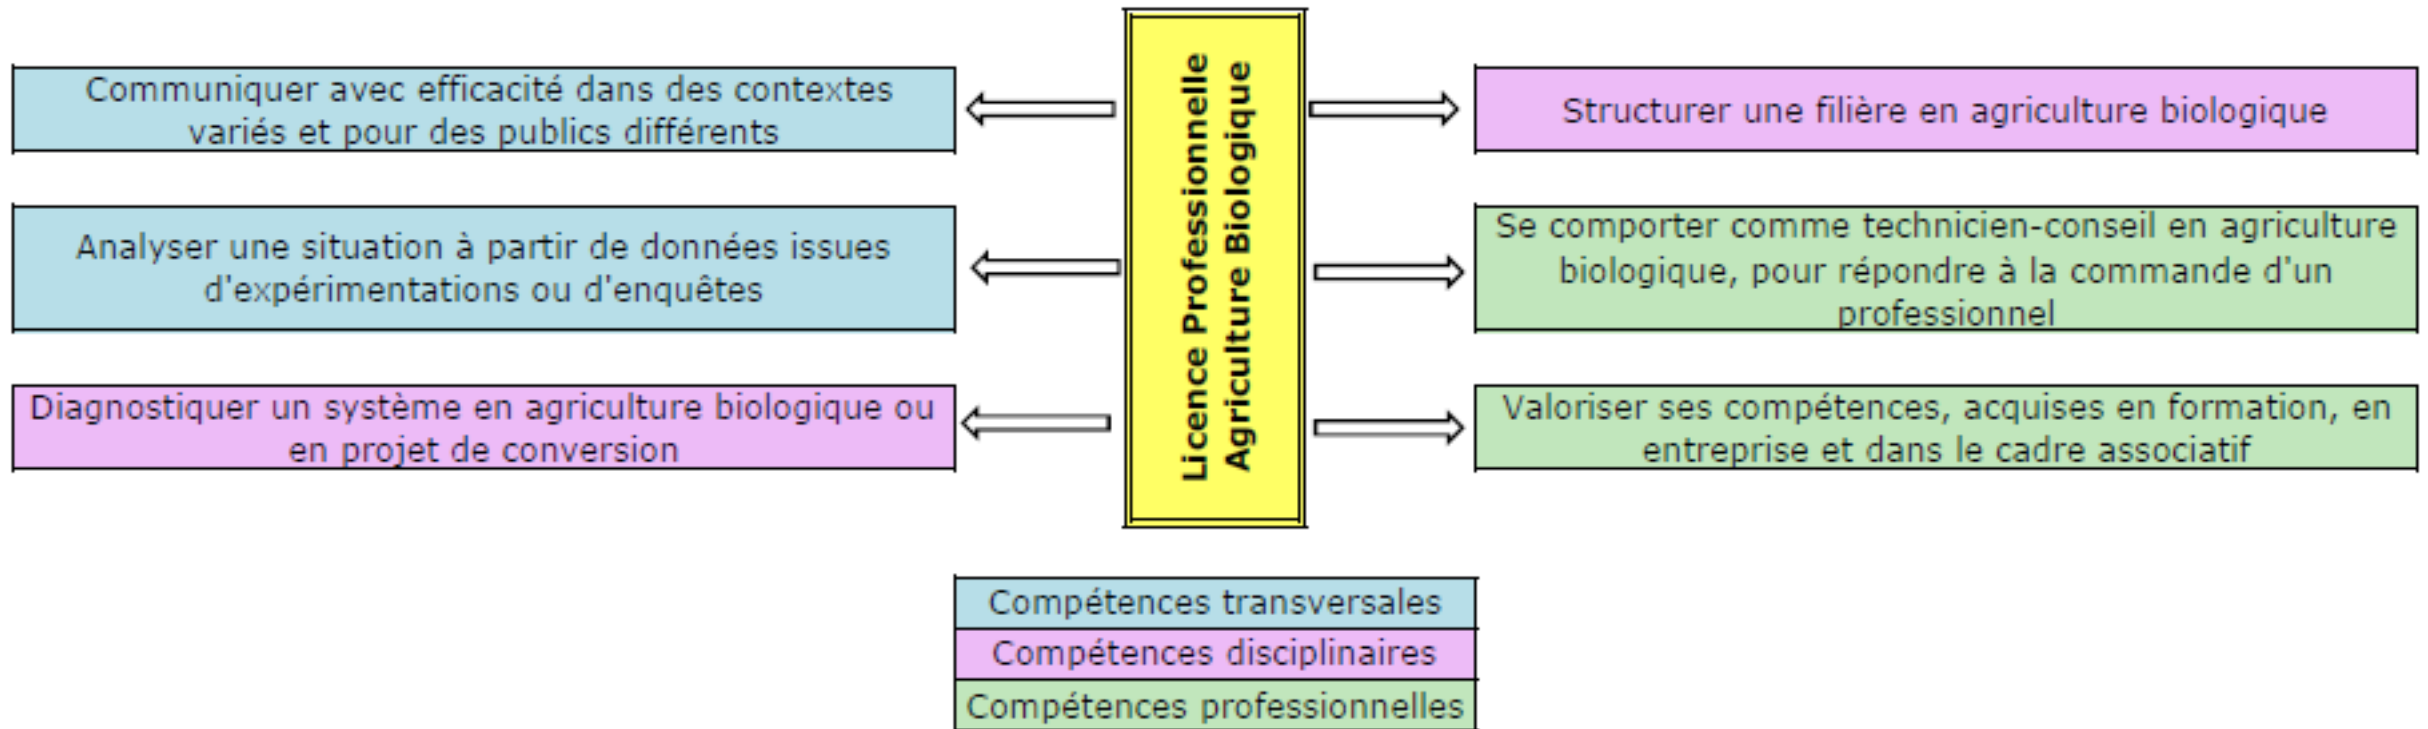 Communiquer avec efficacité dans des contextes
variés et pour des publics différents
Analyser une situation à partir de données issues
d'expérimentations ou d'enquêtes
Diagnostiquer un système en agriculture biologique ou
en projet de conversion
Licence Professionnelle
Agriculture Biologique
Structurer une filière en agriculture biologique
Se comporter comme technicien-conseil en agriculture
biologique, pour répondre à la commande d'un
professionnel
Valoriser ses compétences, acquises en formation, en
entreprise et dans le cadre associatif
Compétences transversales
Compétences disciplinaires
Compétences professionnelles